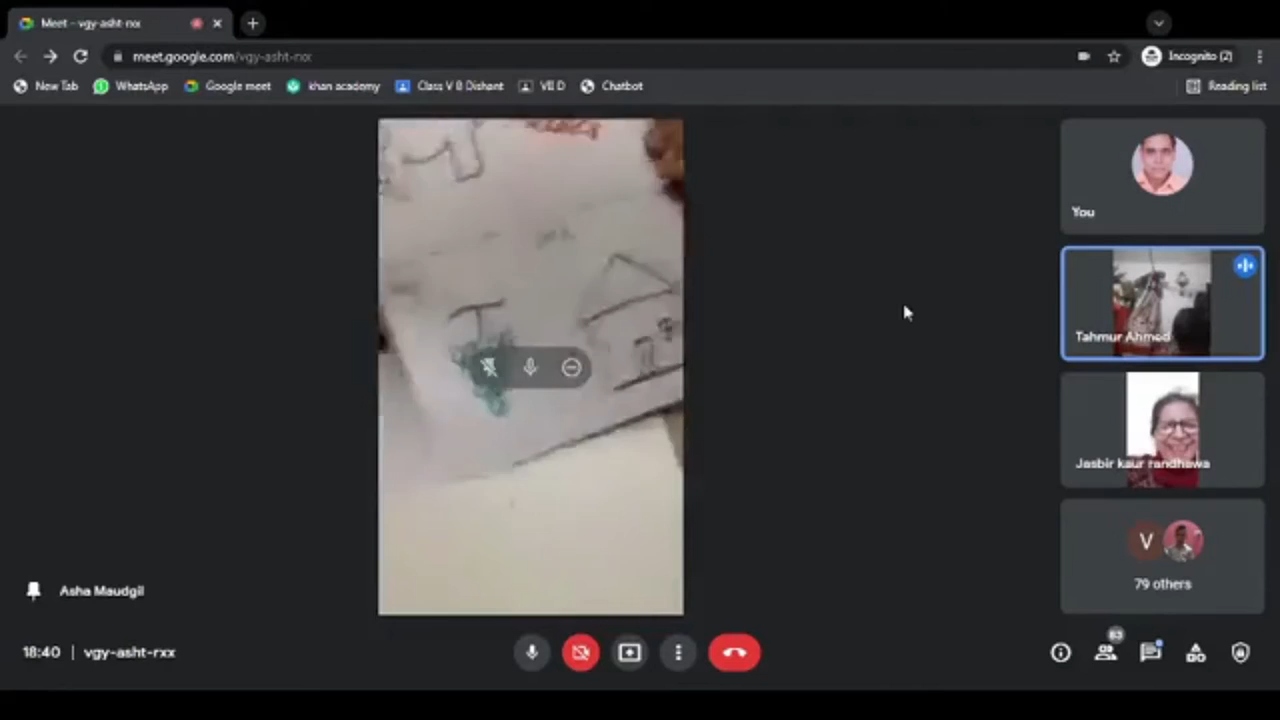 Meet - vgy-asht-rxx
meet.google.com/vgy-asht-rxx
Incognito (2)
New Tab
WhatsApp
Google meet
khan academy
Class V B Dishant
VII D
Chatbot
Reading list
You
Tahmur Ahmed
Jasbir kaur randhawa
V
79 others
Asha Maudgil
18:40 | vgy-asht-rxx
83